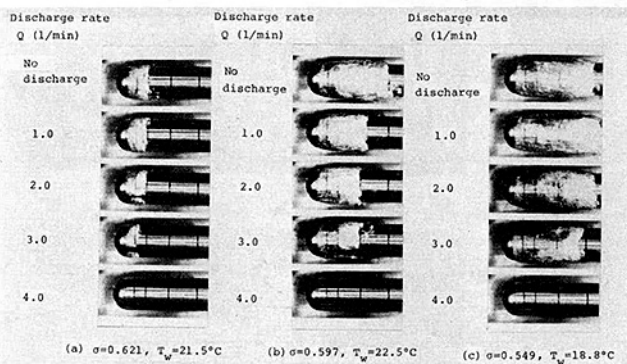 Discharge rate
Q (l/min)
No
discharge
1.0
2.0
3.0
4.0
(a) σ=0.621, Tw=21.5°C
Discharge rate
Q (l/min)
No
discharge
1.0
2.0
3.0
4.0
(b) σ=0.597, Tw=22.5°C
Discharge rate
Q (l/min)
No
discharge
1.0
2.0
3.0
4.0
(c) σ=0.549, Tw=18.8°C